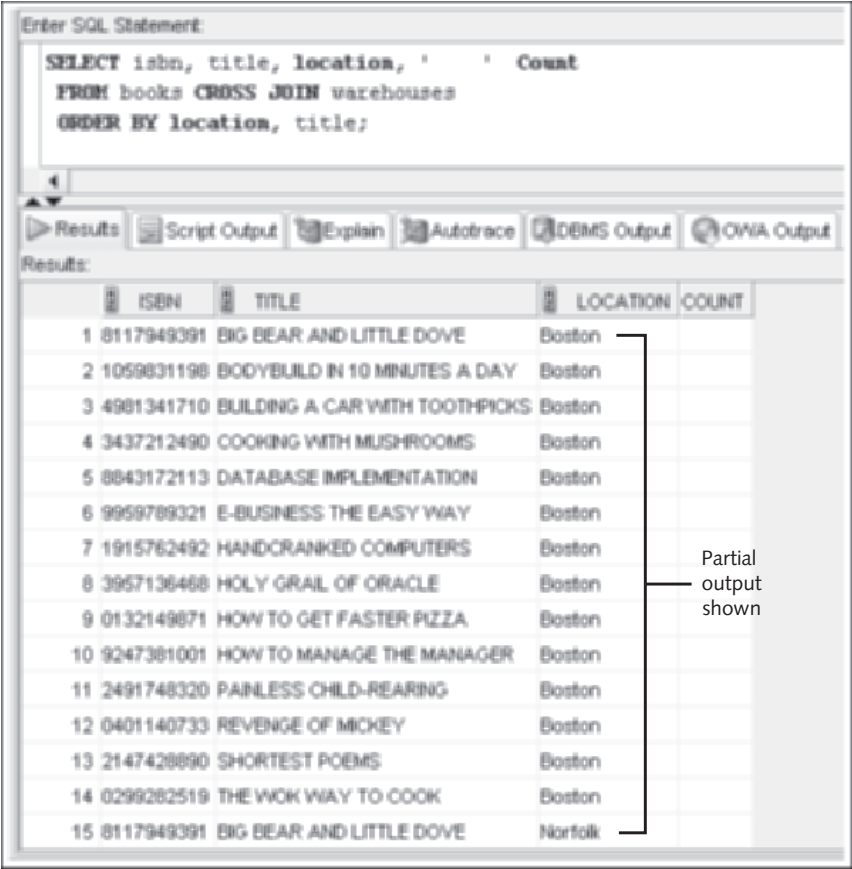 Enter SQL Statement:
SELECT isbn, title, location, '     '  Count
FROM books CROSS JOIN warehouses
ORDER BY location, title;
Results Script Output Explain Autotrace DBMS Output OWA Output
Results:
ISBN TITLE LOCATION COUNT
1 8117949391 BIG BEAR AND LITTLE DOVE Boston
2 1059831198 BODYBUILD IN 10 MINUTES A DAY Boston
3 4981341710 BUILDING A CAR WITH TOOTHPICKS Boston
4 3437212490 COOKING WITH MUSHROOMS Boston
5 8843172113 DATABASE IMPLEMENTATION Boston
6 9959789321 E-BUSINESS THE EASY WAY Boston
7 1915762492 HANDCRANKED COMPUTERS Boston
8 3957136468 HOLY GRAIL OF ORACLE Boston
9 0132149871 HOW TO GET FASTER PIZZA Boston
10 9247381001 HOW TO MANAGE THE MANAGER Boston
11 2491748320 PAINLESS CHILD-REARING Boston
12 0401140733 REVENGE OF MICKEY Boston
13 2147428890 SHORTEST POEMS Boston
14 0299282519 THE WOK WAY TO COOK Boston
15 8117949391 BIG BEAR AND LITTLE DOVE Norfolk
Partial
output
shown